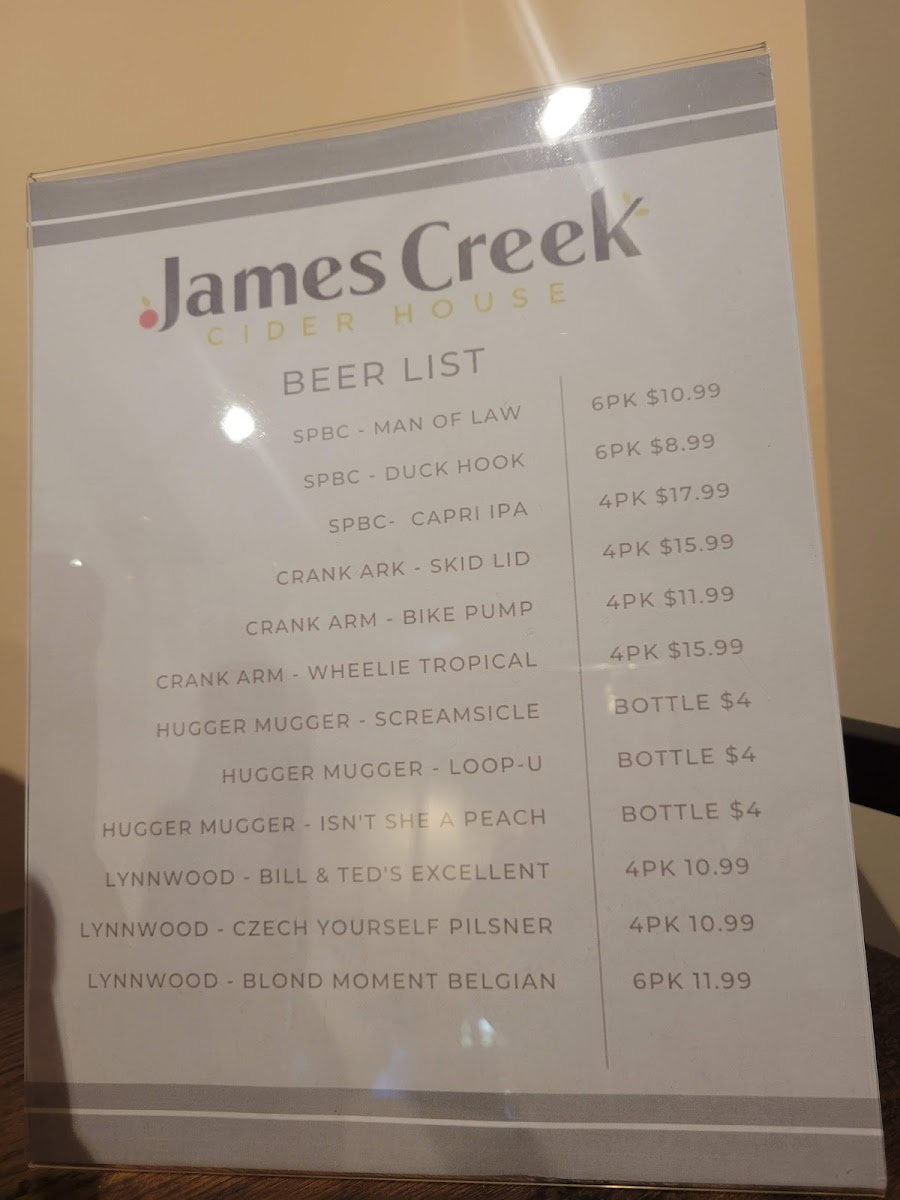 James Creek
CIDER HOUSE
BEER LIST
SPBC - MAN OF LAW 6PK $10.99
SPBC - DUCK HOOK 6PK $8.99
SPBC- CAPRI IPA 4PK $17.99
CRANK ARK - SKID LID 4PK $15.99
CRANK ARM - BIKE PUMP 4PK $11.99
CRANK ARM - WHEELIE TROPICAL 4PK $15.99
HUGGER MUGGER - SCREAMSICLE BOTTLE $4
HUGGER MUGGER - LOOP-U BOTTLE $4
HUGGER MUGGER - ISN'T SHE A PEACH BOTTLE $4
LYNNWOOD - BILL & TED'S EXCELLENT 4PK 10.99
LYNNWOOD - CZECH YOURSELF PILSNER 4PK 10.99
LYNNWOOD - BLOND MOMENT BELGIAN 6PK 11.99